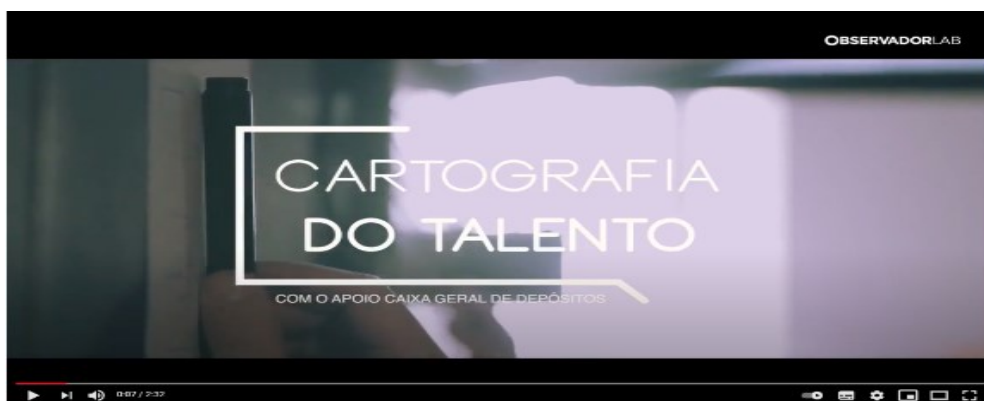 OBSERVADORLAB
CARTOGRAFIA
DO TALENTO
COM O APOIO CAIXA GERAL DE DEPÓSITOS
0:07 / 2:32